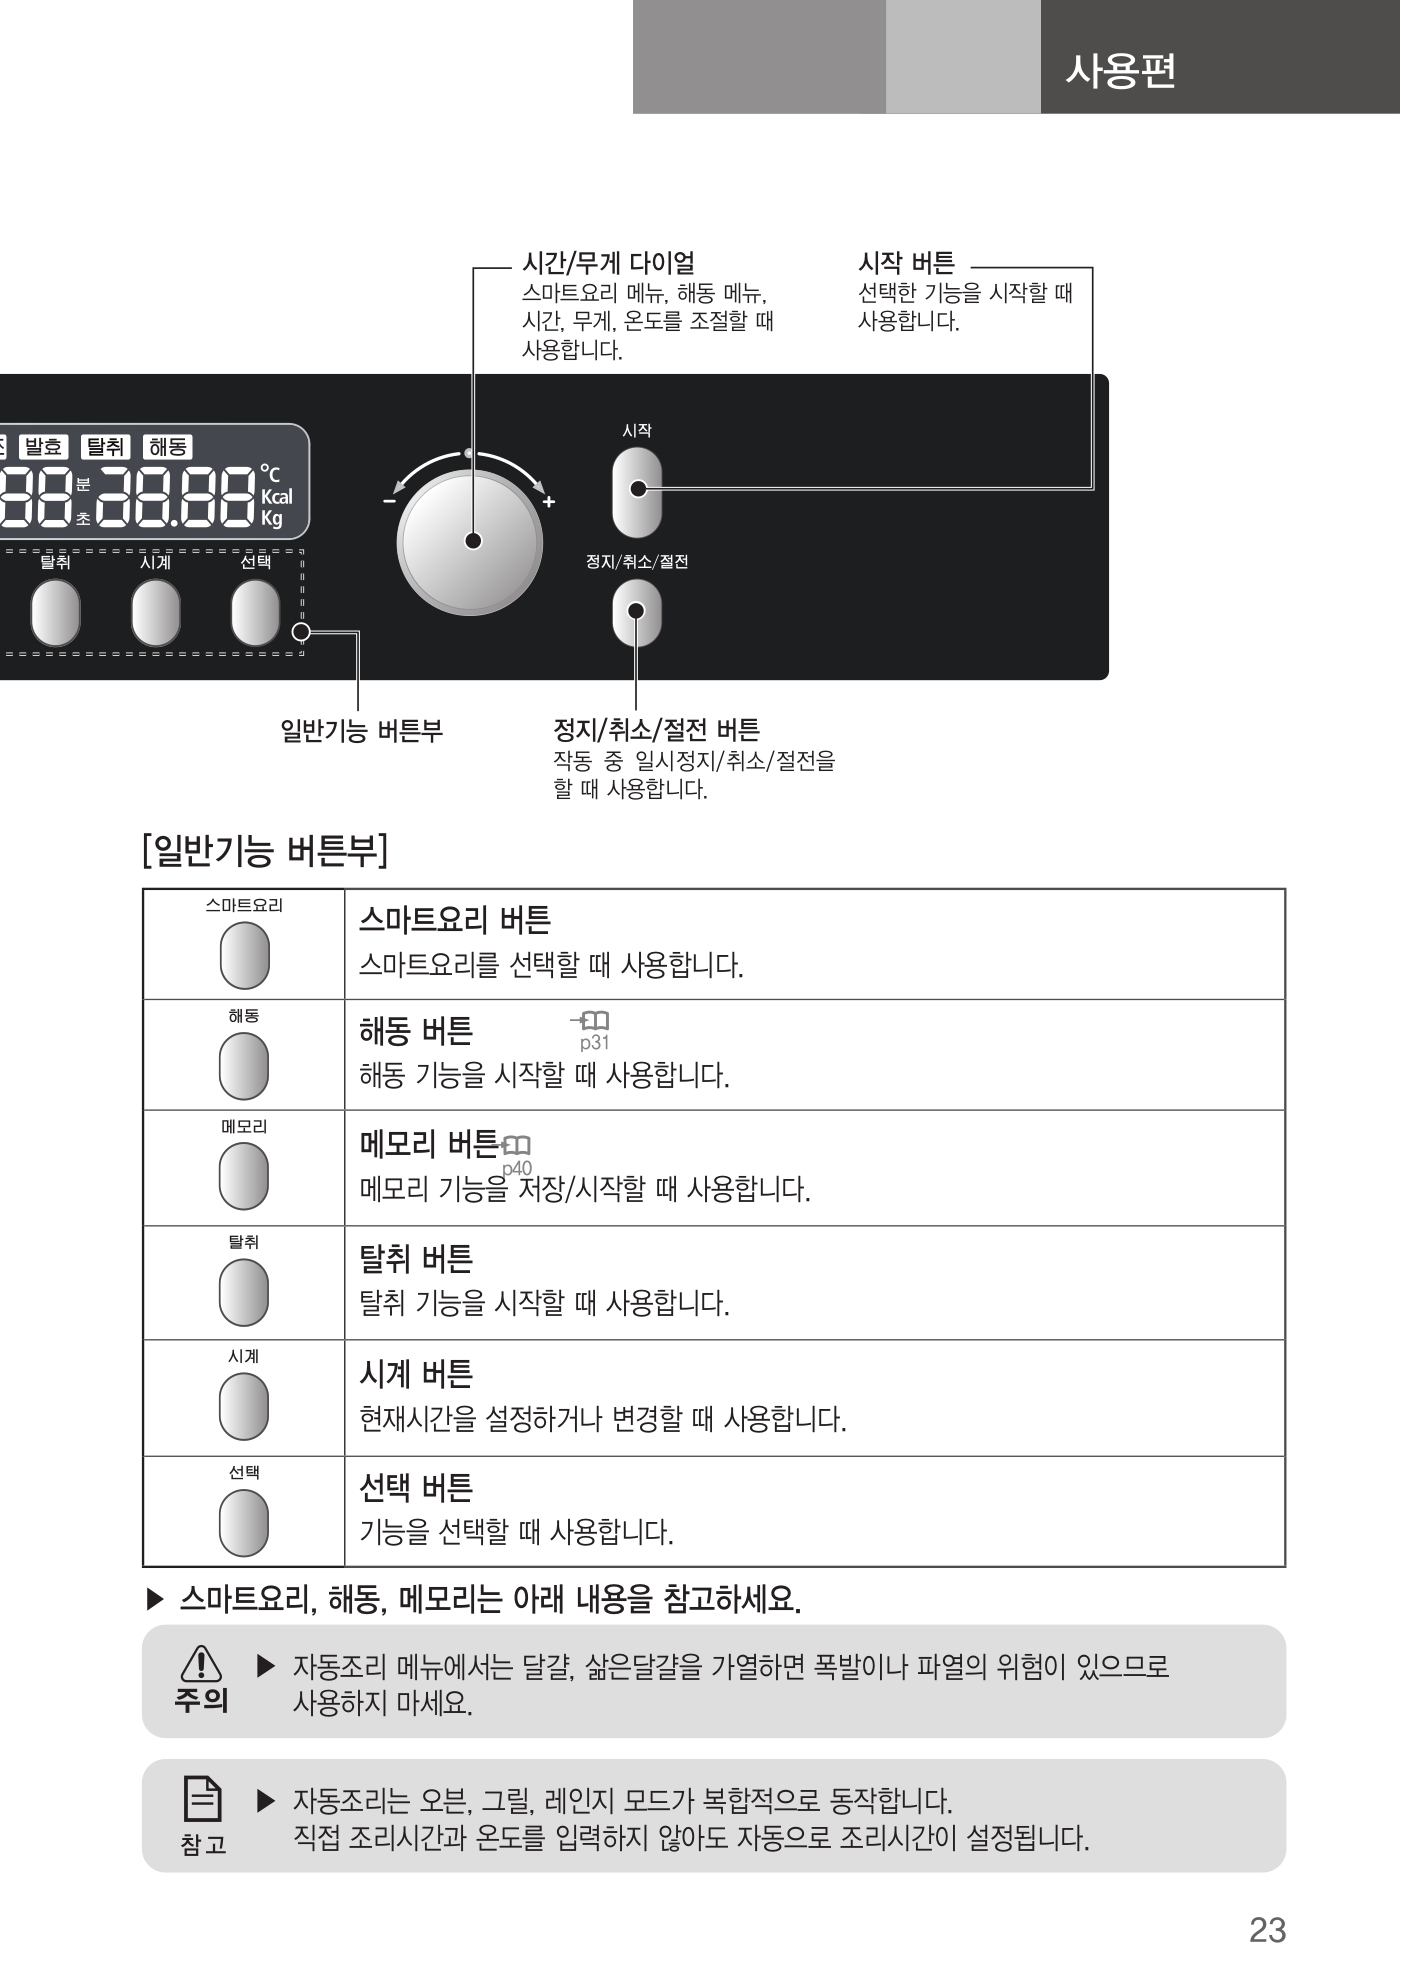 사용편
시간/무게 다이얼
스마트요리 메뉴, 해동 메뉴,
시간, 무게, 온도를 조절할 때
사용합니다.
시작 버튼
선택한 기능을 시작할 때
사용합니다.
발효 탈취 해동
88 분 초 28.88 °C Kcal Kg
탈취 시계 선택
− +
시작
정지/취소/절전
일반기능 버튼부
정지/취소/절전 버튼
작동 중 일시정지/취소/절전을
할 때 사용합니다.
[일반기능 버튼부]
스마트요리
스마트요리 버튼
스마트요리를 선택할 때 사용합니다.
해동
해동 버튼 p31
해동 기능을 시작할 때 사용합니다.
메모리
메모리 버튼 p40
메모리 기능을 저장/시작할 때 사용합니다.
탈취
탈취 버튼
탈취 기능을 시작할 때 사용합니다.
시계
시계 버튼
현재시간을 설정하거나 변경할 때 사용합니다.
선택
선택 버튼
기능을 선택할 때 사용합니다.
▶ 스마트요리, 해동, 메모리는 아래 내용을 참고하세요.
주의
▶ 자동조리 메뉴에서는 달걀, 삶은달걀을 가열하면 폭발이나 파열의 위험이 있으므로
사용하지 마세요.
참고
▶ 자동조리는 오븐, 그릴, 레인지 모드가 복합적으로 동작합니다.
직접 조리시간과 온도를 입력하지 않아도 자동으로 조리시간이 설정됩니다.
23